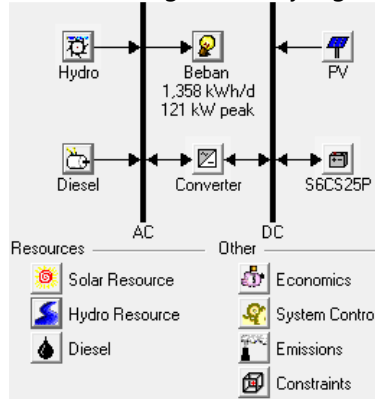 Hydro
Beban
1,358 kWh/d
121 kW peak
PV
Diesel
Converter
S6CS25P
AC
DC
Resources
Other
Solar Resource
Economics
Hydro Resource
System Contro
Diesel
Emissions
Constraints